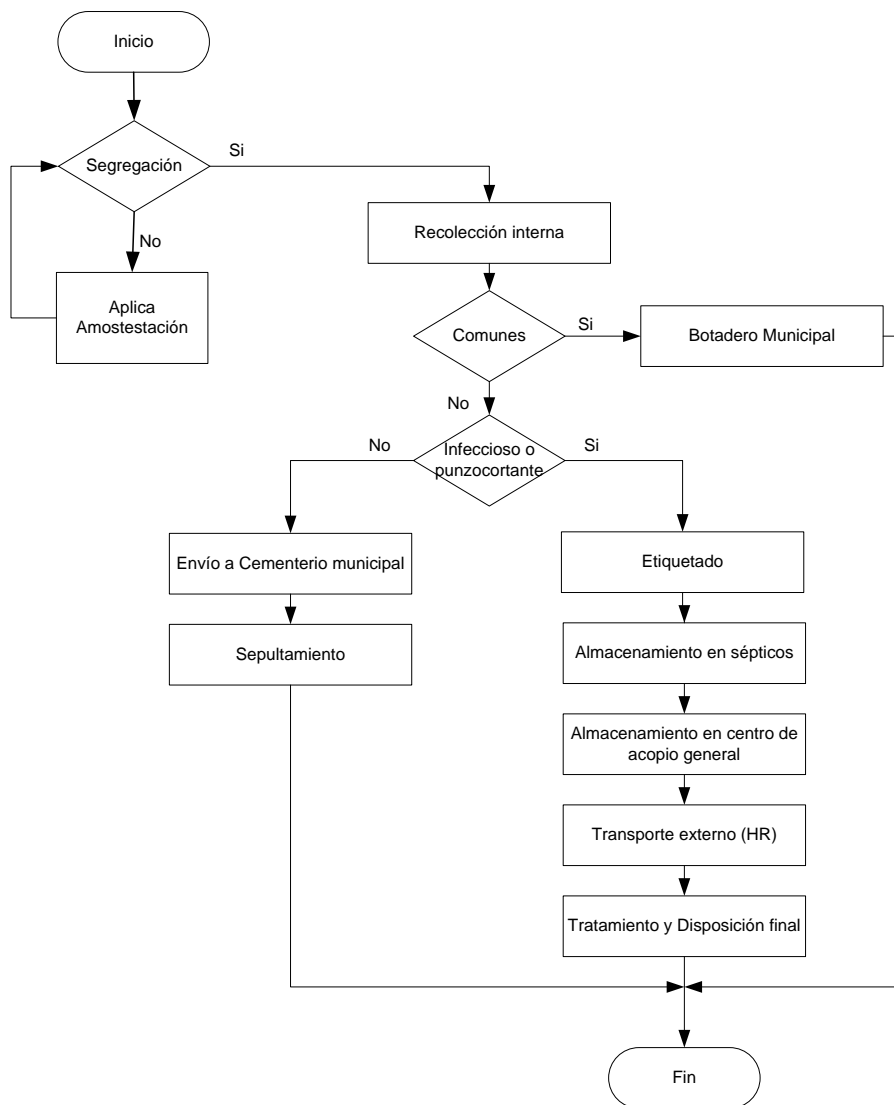 Inicio
Segregación
Si
No
Aplica
Amostestación
Recolección interna
Comunes
Si
Botadero Municipal
No
Infeccioso o
punzocortante
No
Si
Envío a Cementerio municipal
Etiquetado
Sepultamiento
Almacenamiento en sépticos
Almacenamiento en centro de
acopio general
Transporte externo (HR)
Tratamiento y Disposición final
Fin